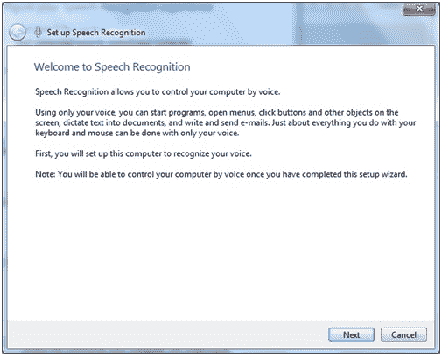 Set up Speech Recognition
Welcome to Speech Recognition
Speech Recognition allows you to control your computer by voice.
Using only your voice, you can start programs, open menus, click buttons and other objects on the
screen, dictate text into documents, and write and send e-mails. Just about everything you do with your
keyboard and mouse can be done with only your voice.
First, you will set up this computer to recognize your voice.
Note: You will be able to control your computer by voice once you have completed this setup wizard.
Next Cancel